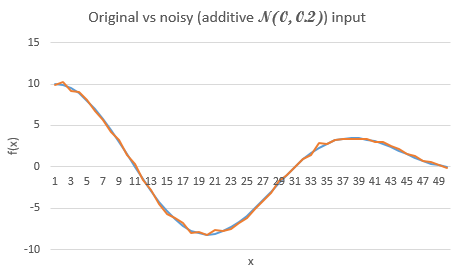 Original vs noisy (additive 𝒩(0, 0.2)) input
15
10
5
0
-5
-10
f(x)
1 3 5 7 9 11 13 15 17 19 21 23 25 27 29 31 33 35 37 39 41 43 45 47 49
x